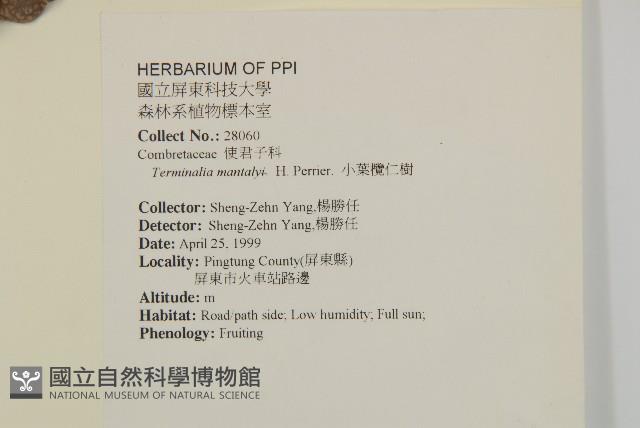 HERBARIUM OF PPI
國立屏東科技大學
森林系植物標本室
Collect No.: 28060
Combretaceae 使君子科
Terminalia mantalyi H. Perrier. 小葉欖仁樹
Collector: Sheng-Zehn Yang,楊勝任
Detector: Sheng-Zehn Yang,楊勝任
Date: April 25, 1999
Locality: Pingtung County(屏東縣)
屏東市火車站路邊
Altitude: m
Habitat: Road/path side; Low humidity; Full sun;
Phenology: Fruiting
國立自然科學博物館
NATIONAL MUSEUM OF NATURAL SCIENCE